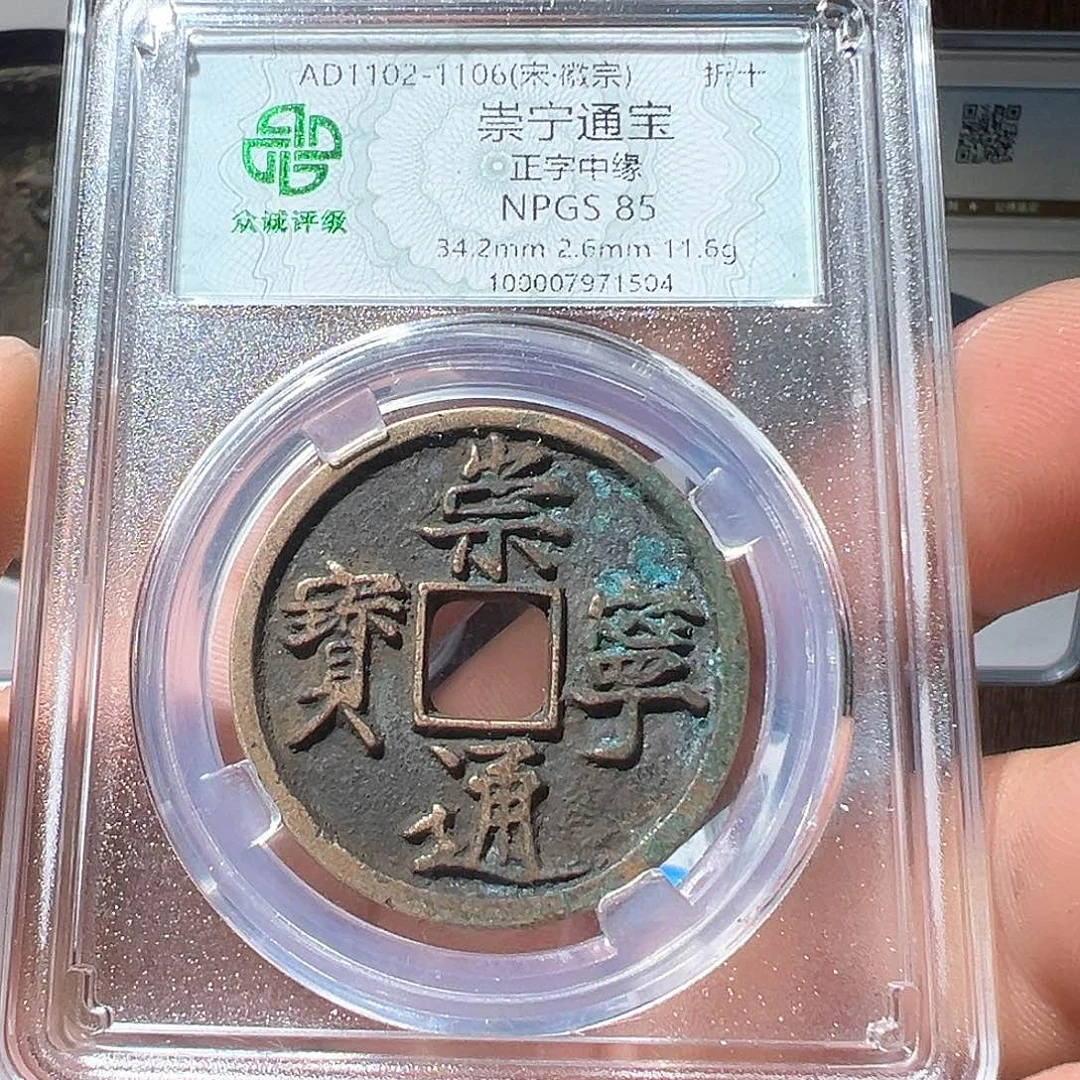 AD1102-1106(宋·徽宗) 折十
崇宁通宝
正字中缘
NPGS 85
34.2mm 2.6mm 11.6g
100007971504
众诚评级
崇寧通寶